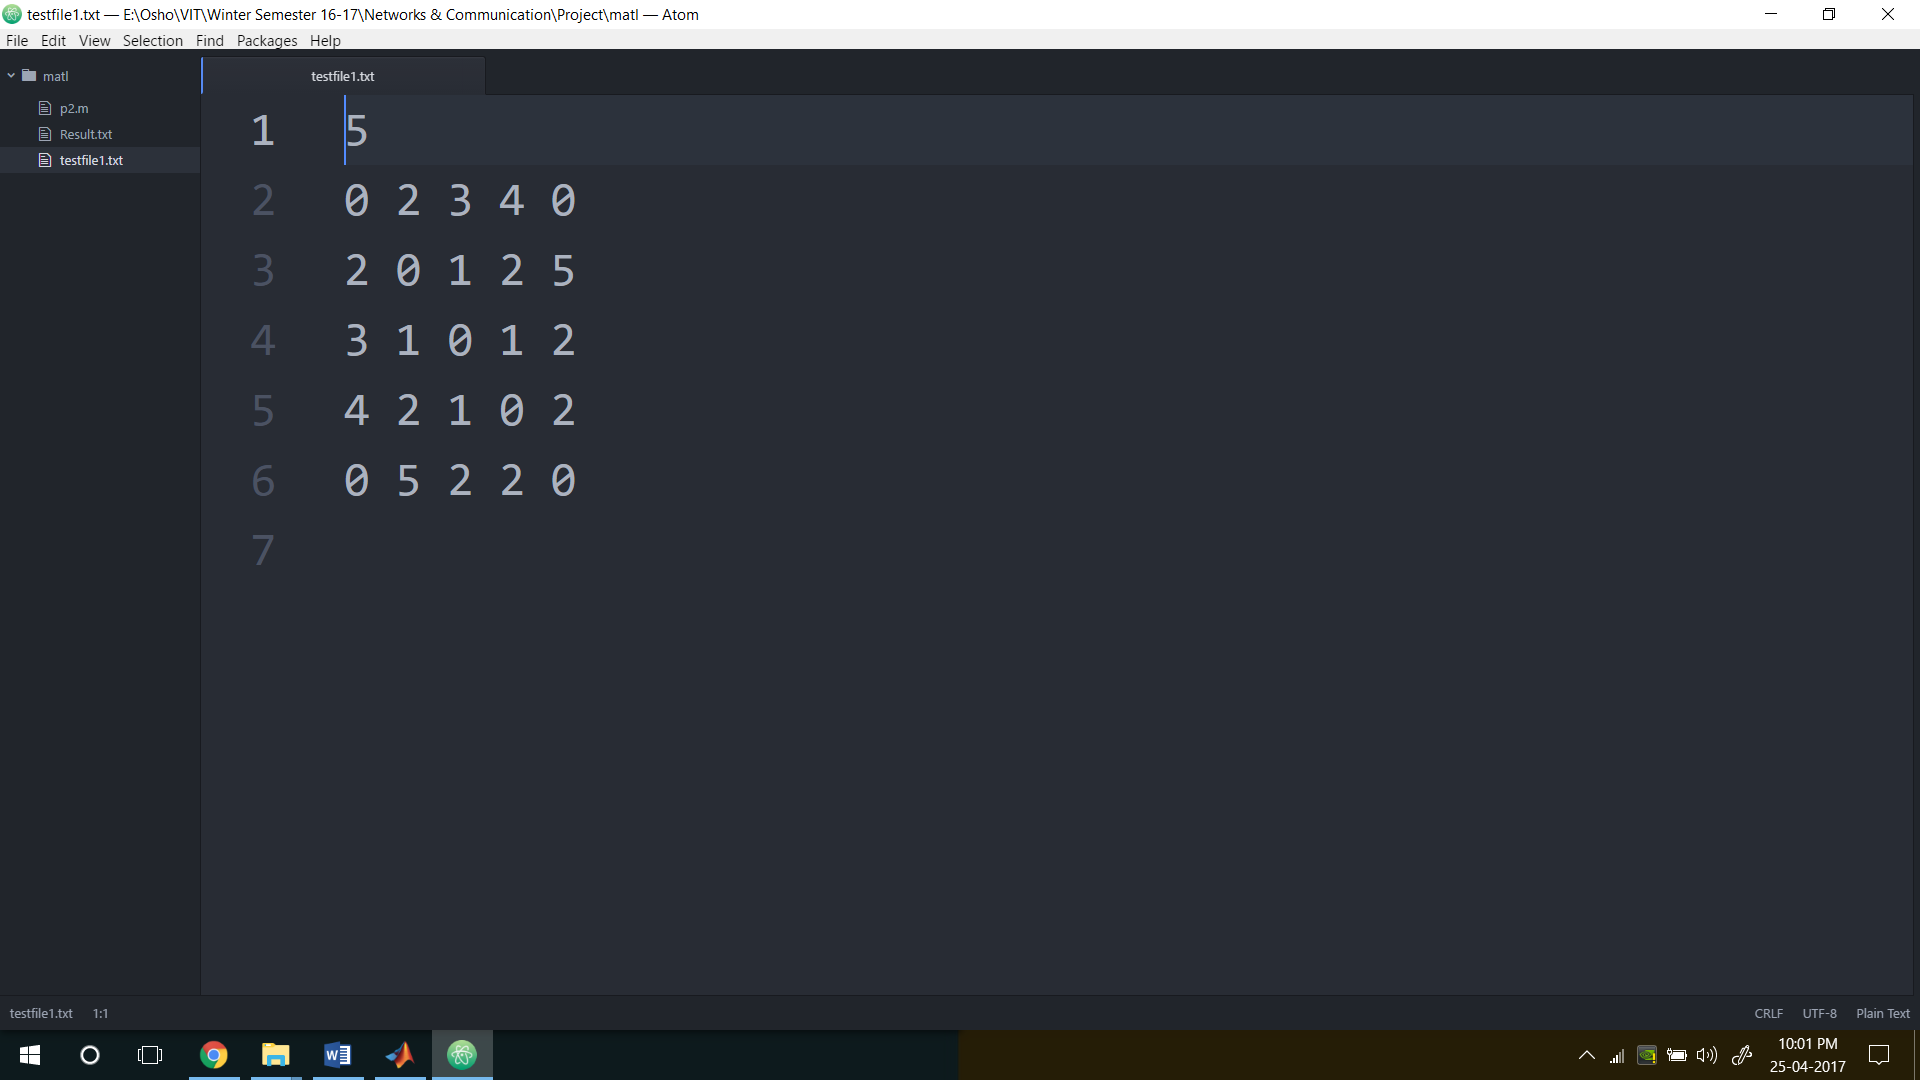 testfile1.txt — E:\Osho\VIT\Winter Semester 16-17\Networks & Communication\Project\matl — Atom
File Edit View Selection Find Packages Help
matl
p2.m
Result.txt
testfile1.txt
testfile1.txt
1 5
2 0 2 3 4 0
3 2 0 1 2 5
4 3 1 0 1 2
5 4 2 1 0 2
6 0 5 2 2 0
7
testfile1.txt 1:1 CRLF UTF-8 Plain Text
10:01 PM
25-04-2017